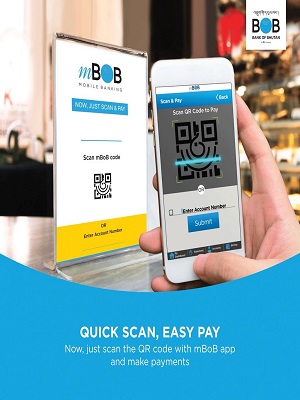 BOB
BANK OF BHUTAN
mBOB
MOBILE BANKING
NOW, JUST SCAN & PAY
Scan mBoB code
OR
Enter Account Number
mBOB
Scan & Pay
Back
Scan QR Code to Pay
OR
Enter Account Number
Submit
QUICK SCAN, EASY PAY
Now, just scan the QR code with mBoB app
and make payments